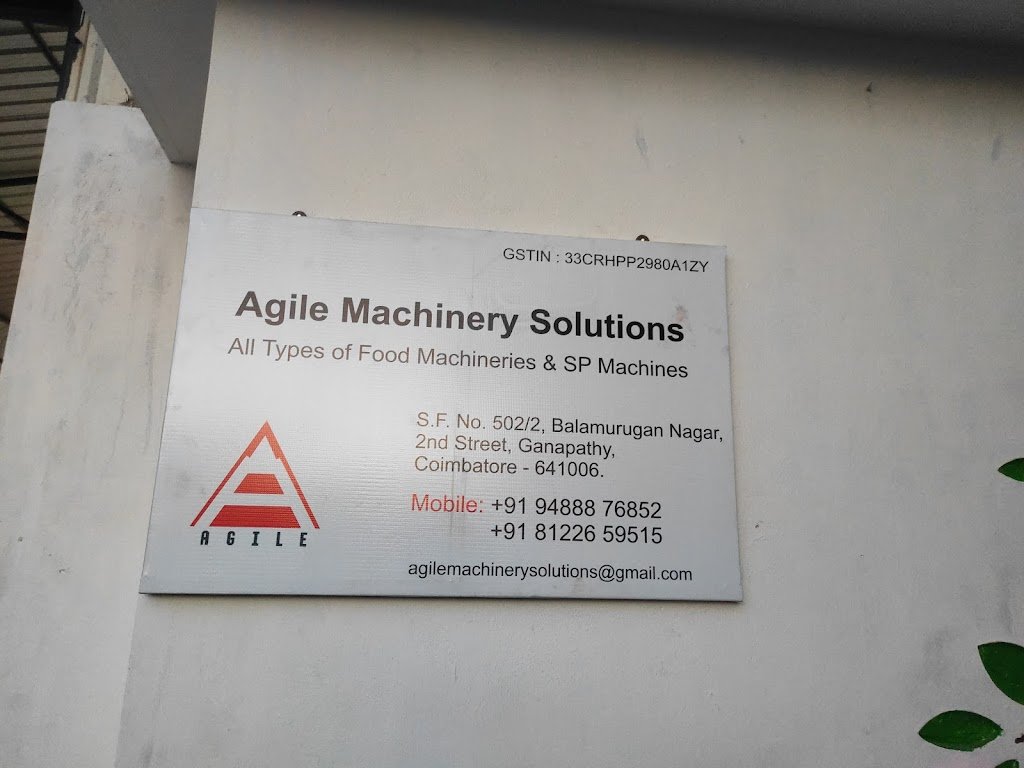 GSTIN : 33CRHPP2980A1ZY
Agile Machinery Solutions
All Types of Food Machineries & SP Machines
S.F. No. 502/2, Balamurugan Nagar,
2nd Street, Ganapathy,
Coimbatore - 641006.
Mobile: +91 94888 76852
+91 81226 59515
agilemachinerysolutions@gmail.com
AGILE